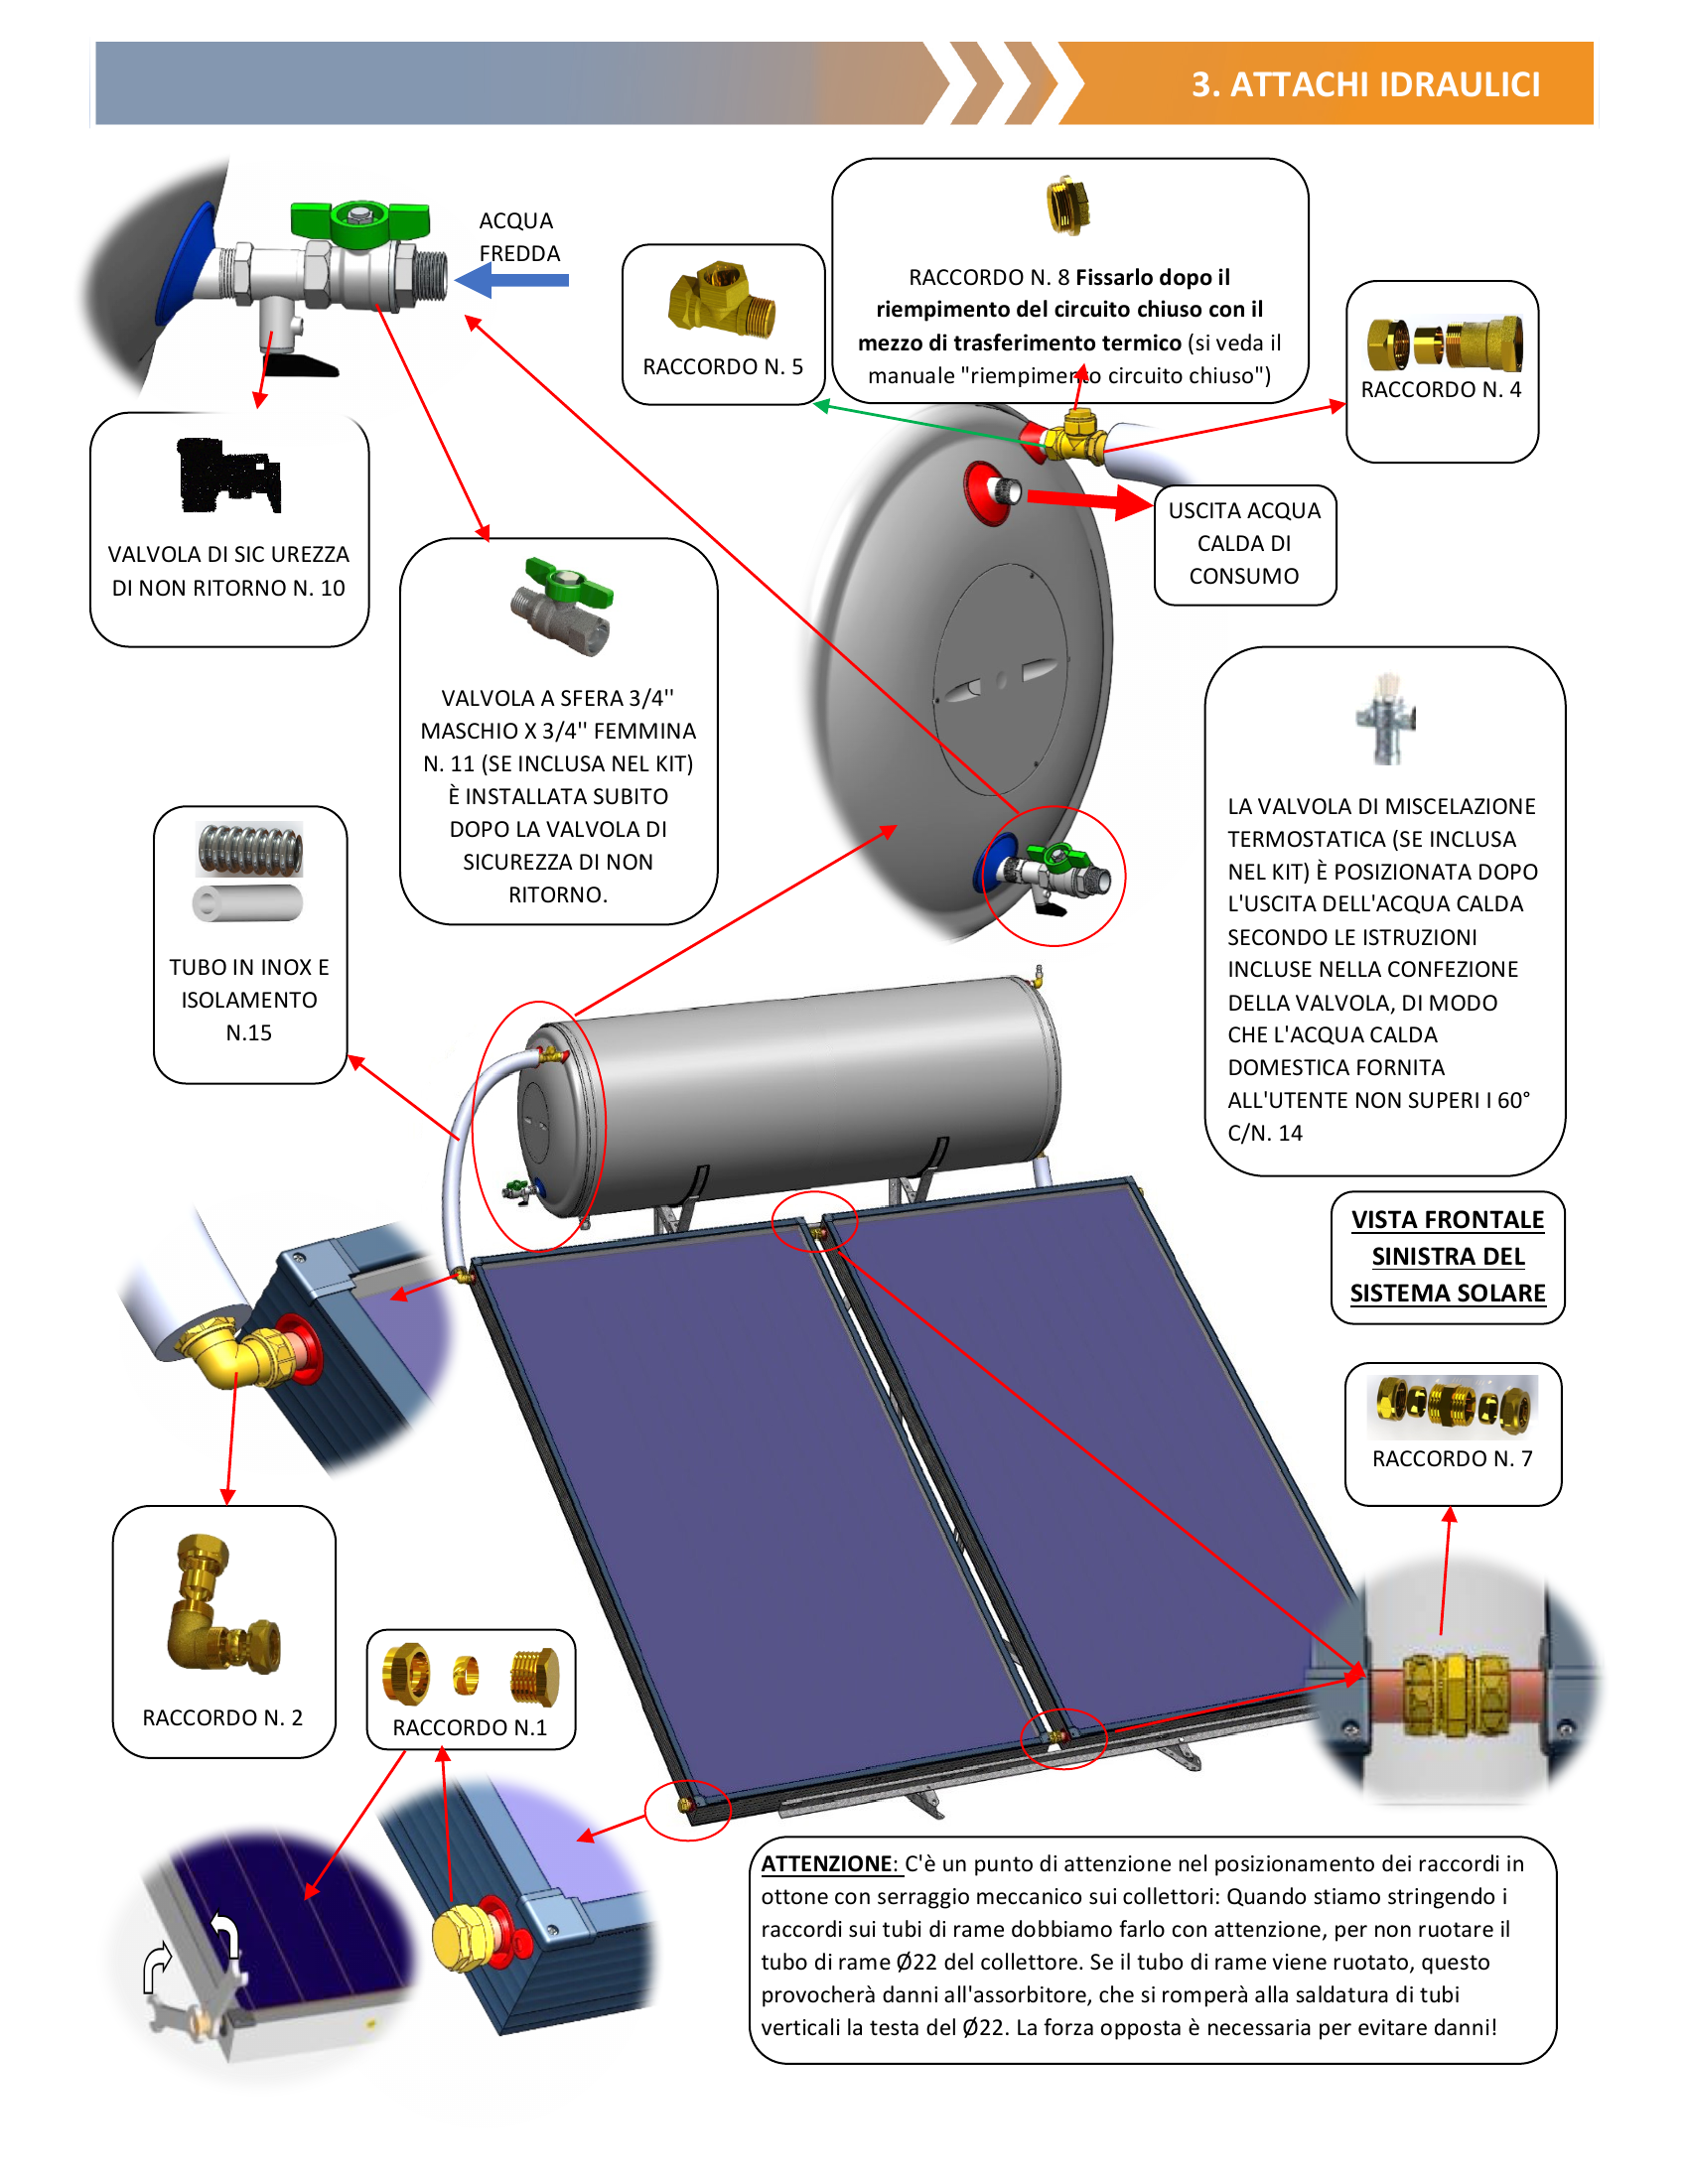 3. ATTACHI IDRAULICI
ACQUA
FREDDA
RACCORDO N. 5
RACCORDO N. 8 Fissarlo dopo il
riempimento del circuito chiuso con il
mezzo di trasferimento termico (si veda il
manuale "riempimento circuito chiuso")
RACCORDO N. 4
VALVOLA DI SIC UREZZA
DI NON RITORNO N. 10
USCITA ACQUA
CALDA DI
CONSUMO
VALVOLA A SFERA 3/4''
MASCHIO X 3/4'' FEMMINA
N. 11 (SE INCLUSA NEL KIT)
È INSTALLATA SUBITO
DOPO LA VALVOLA DI
SICUREZZA DI NON
RITORNO.
LA VALVOLA DI MISCELAZIONE
TERMOSTATICA (SE INCLUSA
NEL KIT) È POSIZIONATA DOPO
L'USCITA DELL'ACQUA CALDA
SECONDO LE ISTRUZIONI
INCLUSE NELLA CONFEZIONE
DELLA VALVOLA, DI MODO
CHE L'ACQUA CALDA
DOMESTICA FORNITA
ALL'UTENTE NON SUPERI I 60°
C/N. 14
TUBO IN INOX E
ISOLAMENTO
N.15
VISTA FRONTALE
SINISTRA DEL
SISTEMA SOLARE
RACCORDO N. 7
RACCORDO N. 2
RACCORDO N.1
ATTENZIONE: C'è un punto di attenzione nel posizionamento dei raccordi in
ottone con serraggio meccanico sui collettori: Quando stiamo stringendo i
raccordi sui tubi di rame dobbiamo farlo con attenzione, per non ruotare il
tubo di rame Ø22 del collettore. Se il tubo di rame viene ruotato, questo
provocherà danni all'assorbitore, che si romperà alla saldatura di tubi
verticali la testa del Ø22. La forza opposta è necessaria per evitare danni!